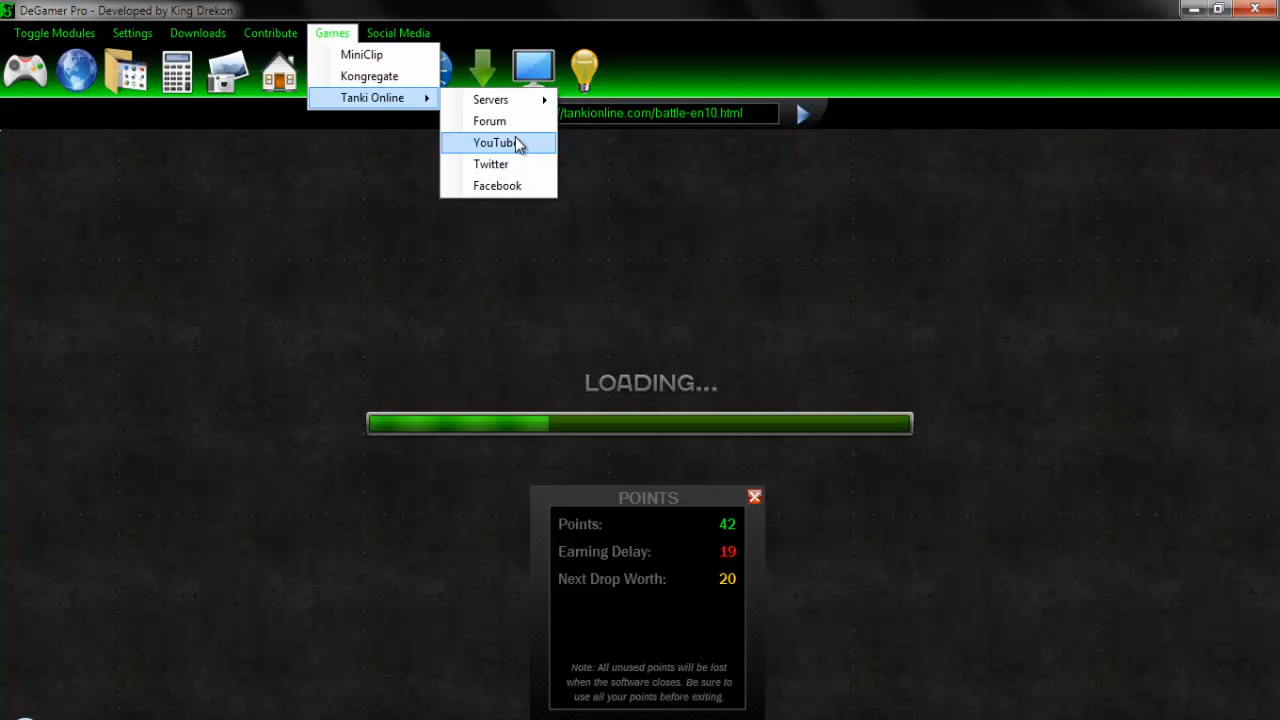 DeGamer Pro - Developed by King Drekon
Toggle Modules Settings Downloads Contribute Games Social Media
MiniClip
Kongregate
Tanki Online
Servers
Forum
YouTube
Twitter
Facebook
/tankionline.com/battle-en10.html
LOADING...
POINTS
Points: 42
Earning Delay: 19
Next Drop Worth: 20
Note: All unused points will be lost
when the software closes. Be sure to
use all your points before exiting.